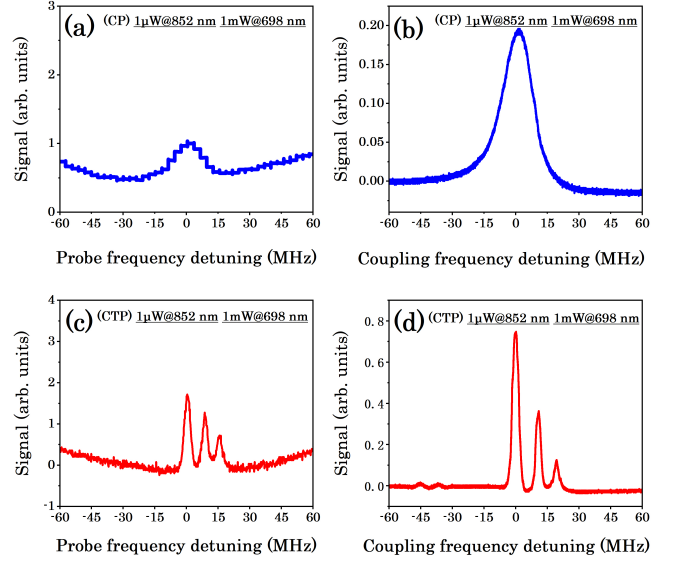 (a) (CP) 1µW@852 nm 1mW@698 nm
3
2
1
0
-60 -45 -30 -15 0 15 30 45 60
Signal (arb. units)
Probe frequency detuning (MHz)
(b) (CP) 1µW@852 nm 1mW@698 nm
0.20
0.15
0.10
0.05
0.00
-60 -45 -30 -15 0 15 30 45 60
Signal (arb. units)
Coupling frequency detuning (MHz)
(c) (CTP) 1µW@852 nm 1mW@698 nm
4
3
2
1
0
-1
-60 -45 -30 -15 0 15 30 45 60
Signal (arb. units)
Probe frequency detuning (MHz)
(d) (CTP) 1µW@852 nm 1mW@698 nm
0.8
0.6
0.4
0.2
0.0
-60 -45 -30 -15 0 15 30 45 60
Signal (arb. units)
Coupling frequency detuning (MHz)